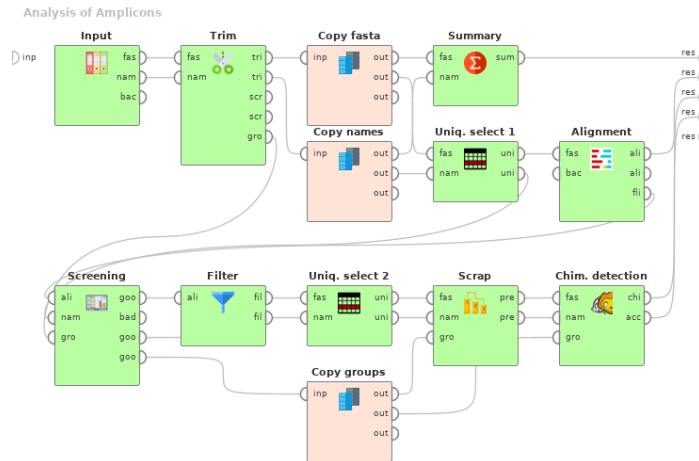 Analysis of Amplicons
Input Trim Copy fasta Summary
inp fas fas tri inp out fas sum res
nam nam tri out nam res
bac scr out res
scr res
gro Copy names Uniq. select 1 Alignment res
inp out fas uni fas ali
out nam uni bac ali
out fli
Screening Filter Uniq. select 2 Scrap Chim. detection
ali goo ali fil fas uni fas pre fas chi
nam bad fil nam uni nam pre nam acc
gro goo gro gro
goo
Copy groups
inp out
out
out